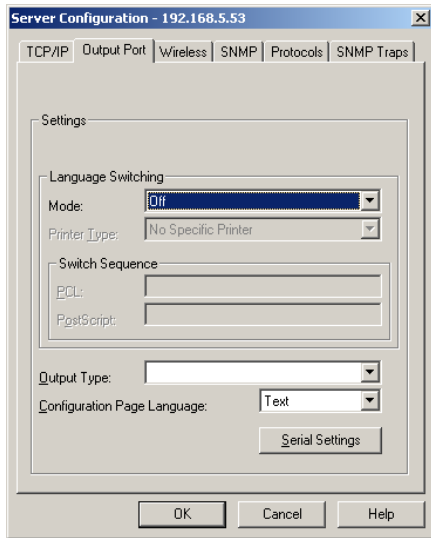 Server Configuration - 192.168.5.53
TCP/IP Output Port Wireless SNMP Protocols SNMP Traps
Settings
Language Switching
Mode: Off
Printer Type: No Specific Printer
Switch Sequence
PCL:
PostScript:
Output Type:
Configuration Page Language: Text
Serial Settings
OK Cancel Help